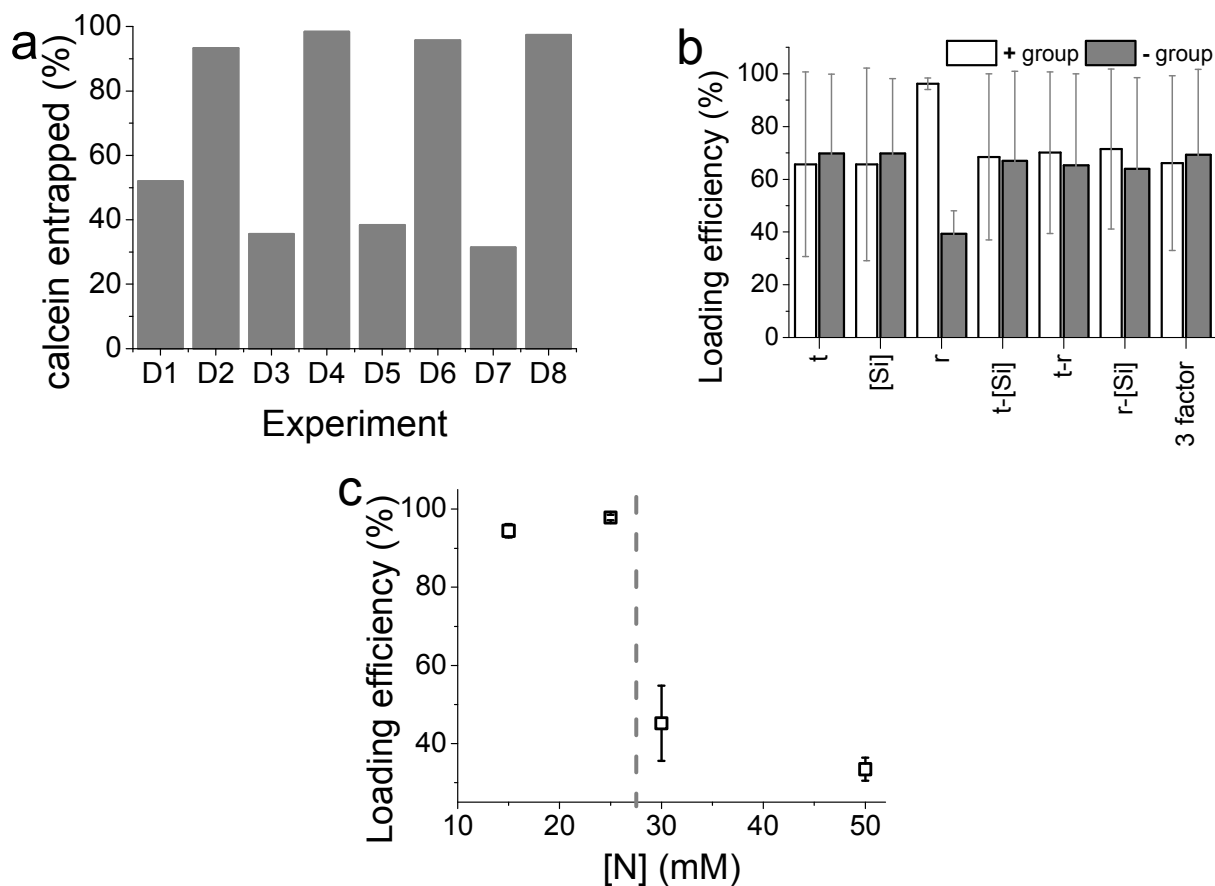 a
calcein entrapped (%)
100
80
60
40
20
0
D1 D2 D3 D4 D5 D6 D7 D8
Experiment
b
+ group - group
Loading efficiency (%)
100
80
60
40
20
0
t [Si] r t-[Si] t-r r-[Si] 3 factor
c
Loading efficiency (%)
100
80
60
40
10 20 30 40 50
[N] (mM)